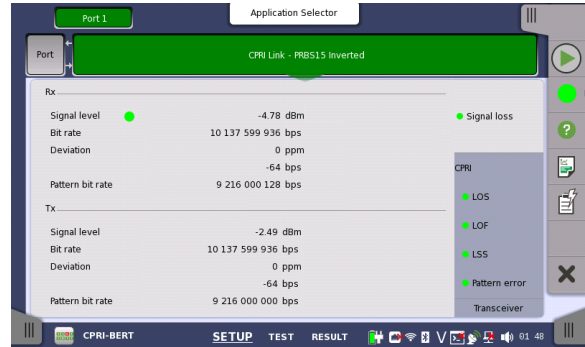 Port 1
Application Selector
Port
CPRI Link - PRBS15 Inverted
Rx
Signal level -4.78 dBm
Signal loss
Bit rate 10 137 599 936 bps
Deviation 0 ppm
-64 bps
CPRI
Pattern bit rate 9 216 000 128 bps
LOS
Tx
LOF
Signal level -2.49 dBm
Bit rate 10 137 599 936 bps
LSS
Deviation 0 ppm
-64 bps
Pattern error
Pattern bit rate 9 216 000 000 bps
Transceiver
CPRI-BERT SETUP TEST RESULT V 01 48